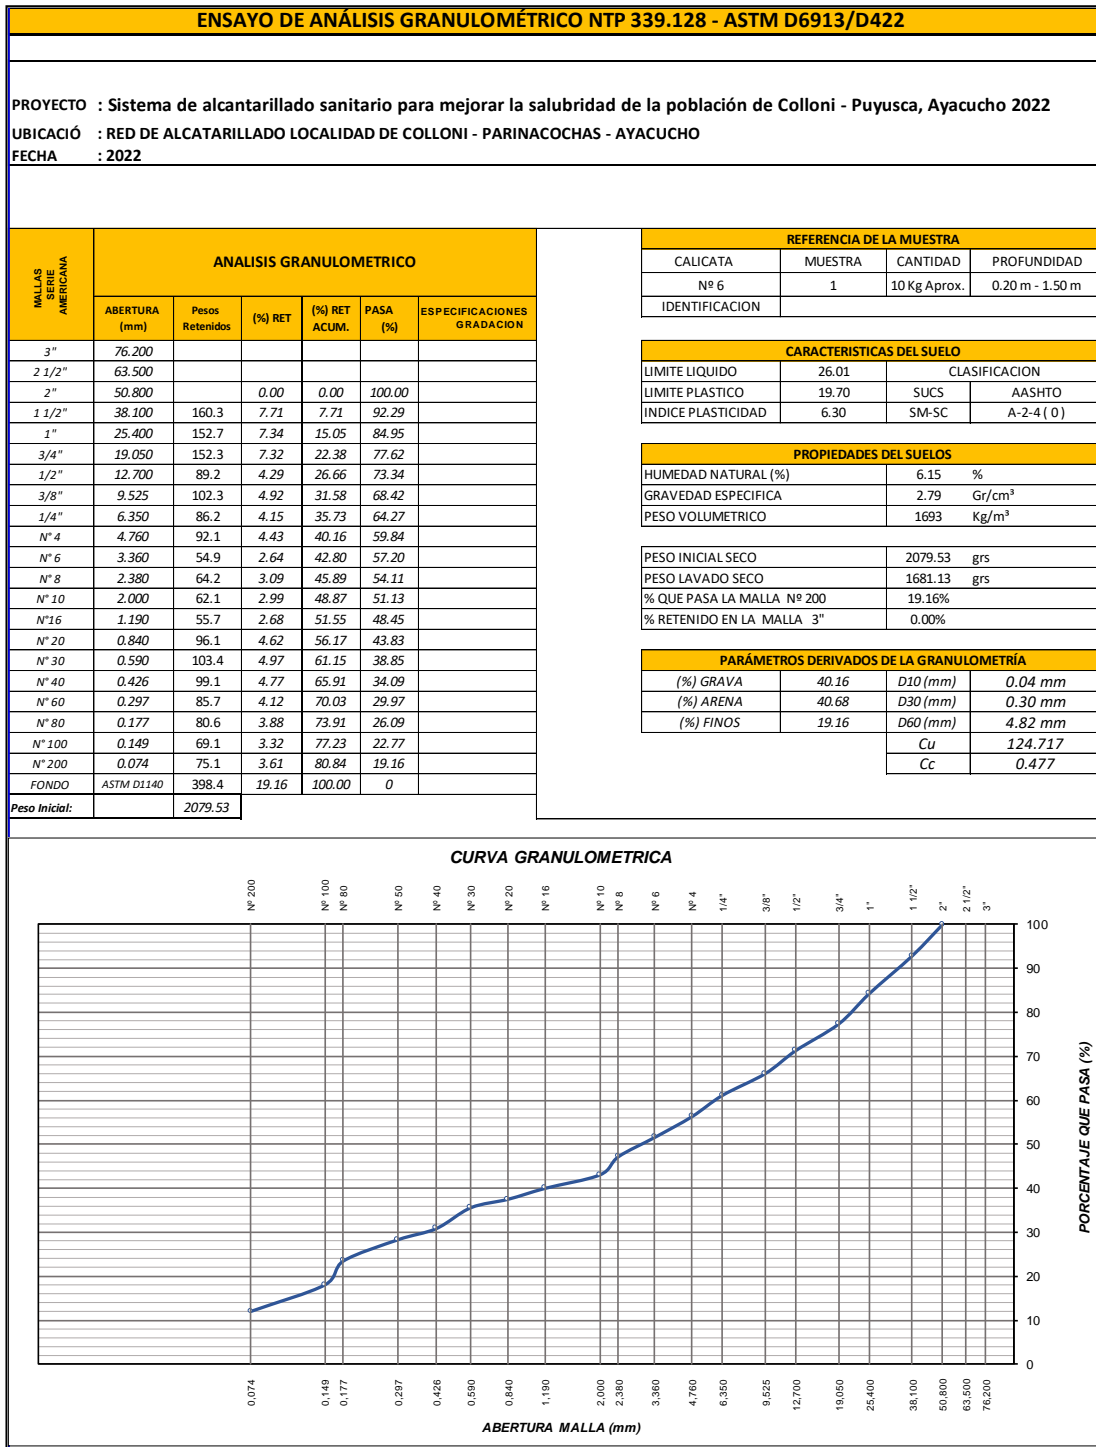 ENSAYO DE ANÁLISIS GRANULOMÉTRICO NTP 339.128 - ASTM D6913/D422
PROYECTO : Sistema de alcantarillado sanitario para mejorar la salubridad de la población de Colloni - Puyusca, Ayacucho 2022
UBICACIÓ : RED DE ALCATARILLADO LOCALIDAD DE COLLONI - PARINACOCHAS - AYACUCHO
FECHA : 2022
MALLAS SERIE AMERICANA
ANALISIS GRANULOMETRICO
ABERTURA (mm) Pesos Retenidos (%) RET (%) RET ACUM. PASA (%) ESPECIFICACIONES GRADACION
3" 76.200
2 1/2" 63.500
2" 50.800 0.00 0.00 100.00
1 1/2" 38.100 160.3 7.71 7.71 92.29
1" 25.400 152.7 7.34 15.05 84.95
3/4" 19.050 152.3 7.32 22.38 77.62
1/2" 12.700 89.2 4.29 26.66 73.34
3/8" 9.525 102.3 4.92 31.58 68.42
1/4" 6.350 86.2 4.15 35.73 64.27
N° 4 4.760 92.1 4.43 40.16 59.84
N° 6 3.360 54.9 2.64 42.80 57.20
N° 8 2.380 64.2 3.09 45.89 54.11
N° 10 2.000 62.1 2.99 48.87 51.13
N°16 1.190 55.7 2.68 51.55 48.45
N° 20 0.840 96.1 4.62 56.17 43.83
N° 30 0.590 103.4 4.97 61.15 38.85
N° 40 0.426 99.1 4.77 65.91 34.09
N° 60 0.297 85.7 4.12 70.03 29.97
N° 80 0.177 80.6 3.88 73.91 26.09
N° 100 0.149 69.1 3.32 77.23 22.77
N° 200 0.074 75.1 3.61 80.84 19.16
FONDO ASTM D1140 398.4 19.16 100.00 0
Peso Inicial: 2079.53
REFERENCIA DE LA MUESTRA
CALICATA MUESTRA CANTIDAD PROFUNDIDAD
Nº 6 1 10 Kg Aprox. 0.20 m - 1.50 m
IDENTIFICACION
CARACTERISTICAS DEL SUELO
LIMITE LIQUIDO 26.01 CLASIFICACION
LIMITE PLASTICO 19.70 SUCS AASHTO
INDICE PLASTICIDAD 6.30 SM-SC A-2-4 ( 0 )
PROPIEDADES DEL SUELOS
HUMEDAD NATURAL (%) 6.15 %
GRAVEDAD ESPECIFICA 2.79 Gr/cm³
PESO VOLUMETRICO 1693 Kg/m³
PESO INICIAL SECO 2079.53 grs
PESO LAVADO SECO 1681.13 grs
% QUE PASA LA MALLA Nº 200 19.16%
% RETENIDO EN LA MALLA 3" 0.00%
PARÁMETROS DERIVADOS DE LA GRANULOMETRÍA
(%) GRAVA 40.16 D10 (mm) 0.04 mm
(%) ARENA 40.68 D30 (mm) 0.30 mm
(%) FINOS 19.16 D60 (mm) 4.82 mm
Cu 124.717
Cc 0.477
CURVA GRANULOMETRICA
Nº 200 Nº 100 Nº 80 Nº 50 Nº 40 Nº 30 Nº 20 Nº 16 Nº 10 Nº 8 Nº 6 Nº 4 1/4" 3/8" 1/2" 3/4" 1" 1 1/2" 2" 2 1/2" 3"
100
90
80
70
60
50
40
30
20
10
0
PORCENTAJE QUE PASA (%)
0,074 0,149 0,177 0,297 0,426 0,590 0,840 1,190 2,000 2,380 3,360 4,760 6,350 9,525 12,700 19,050 25,400 38,100 50,800 63,500 76,200
ABERTURA MALLA (mm)